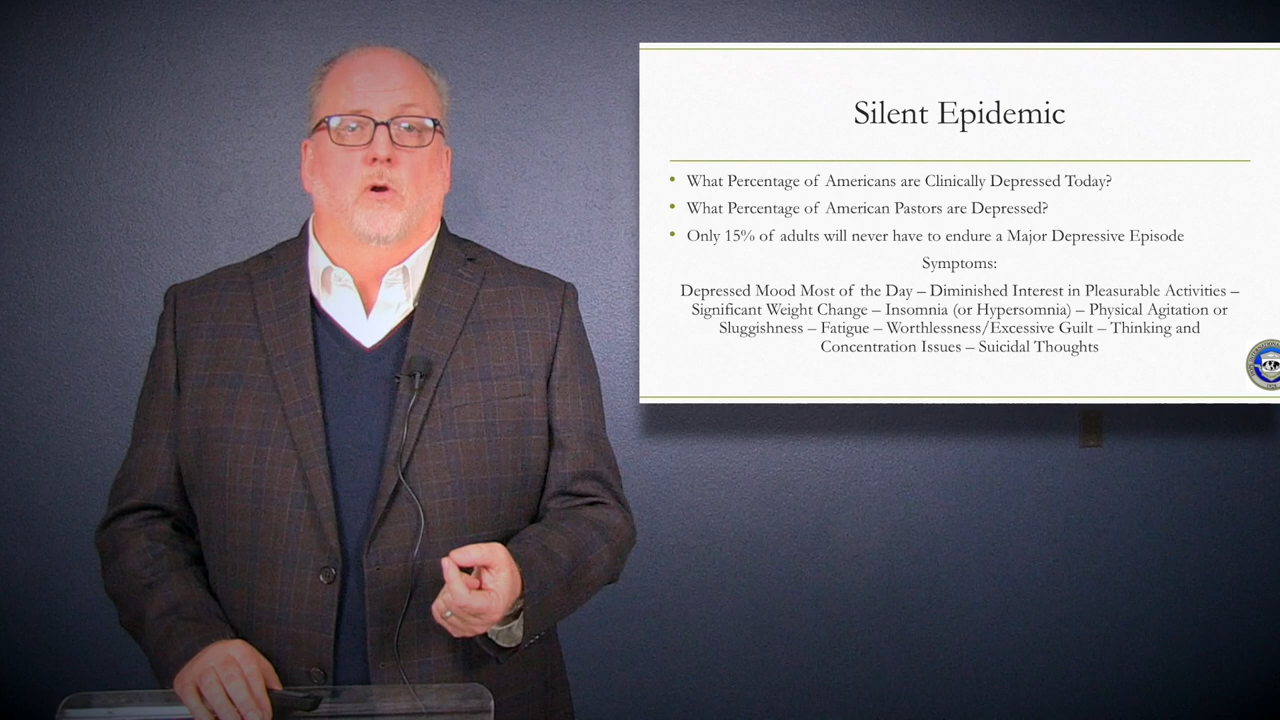 Silent Epidemic
• What Percentage of Americans are Clinically Depressed Today?
• What Percentage of American Pastors are Depressed?
• Only 15% of adults will never have to endure a Major Depressive Episode
Symptoms:
Depressed Mood Most of the Day – Diminished Interest in Pleasurable Activities –
Significant Weight Change – Insomnia (or Hypersomnia) – Physical Agitation or
Sluggishness – Fatigue – Worthlessness/Excessive Guilt – Thinking and
Concentration Issues – Suicidal Thoughts